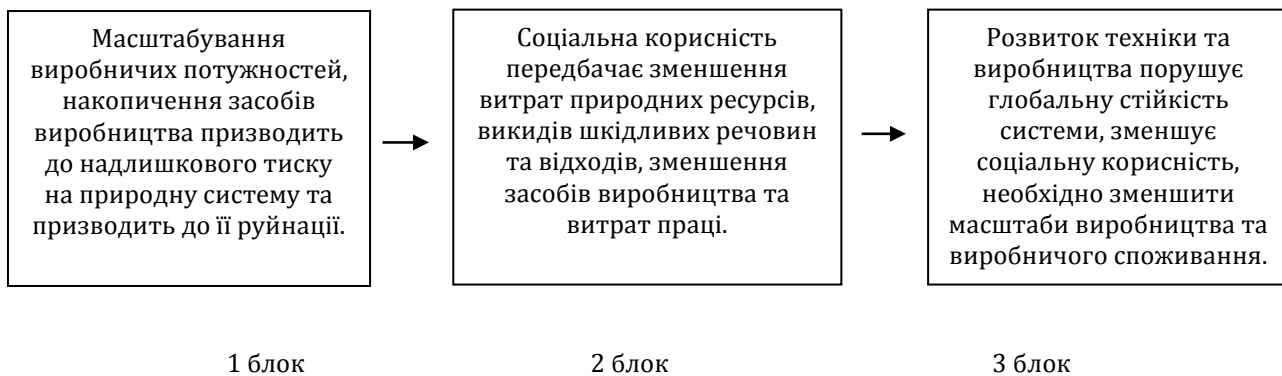 Масштабування
виробничих потужностей,
накопичення засобів
виробництва призводить
до надлишкового тиску
на природну систему та
призводить до її руйнації.
Соціальна корисність
передбачає зменшення
витрат природних ресурсів,
викидів шкідливих речовин
та відходів, зменшення
засобів виробництва та
витрат праці.
Розвиток техніки та
виробництва порушує
глобальну стійкість
системи, зменшує
соціальну корисність,
необхідно зменшити
масштаби виробництва та
виробничого споживання.
1 блок
2 блок
3 блок